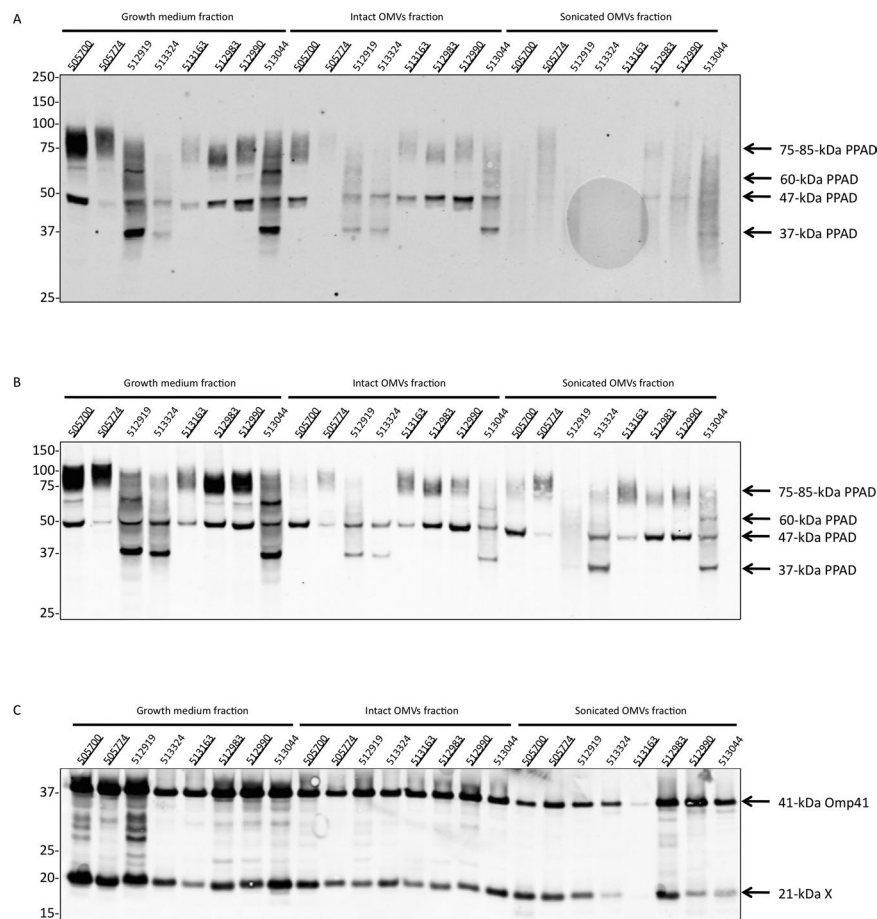 A
Growth medium fraction Intact OMVs fraction Sonicated OMVs fraction
505700 505774 512919 513324 513163 512983 512990 513044 505700 505774 512919 513324 513163 512983 512990 513044 505700 505774 512919 513324 513163 512983 512990 513044
250-
150-
100-
75-
75-85-kDa PPAD
60-kDa PPAD
50-
47-kDa PPAD
37-
37-kDa PPAD
25-
B
Growth medium fraction Intact OMVs fraction Sonicated OMVs fraction
505700 505774 512919 513324 513163 512983 512990 513044 505700 505774 512919 513324 513163 512983 512990 513044 505700 505774 512919 513324 513163 512983 512990 513044
150-
100-
75-
75-85-kDa PPAD
50-
60-kDa PPAD
47-kDa PPAD
37-
37-kDa PPAD
25-
C
Growth medium fraction Intact OMVs fraction Sonicated OMVs fraction
505700 505774 512919 513324 513163 512983 512990 513044 505700 505774 512919 513324 513163 512983 512990 513044 505700 505774 512919 513324 513163 512983 512990 513044
37-
41-kDa Omp41
25-
20-
21-kDa X
15-